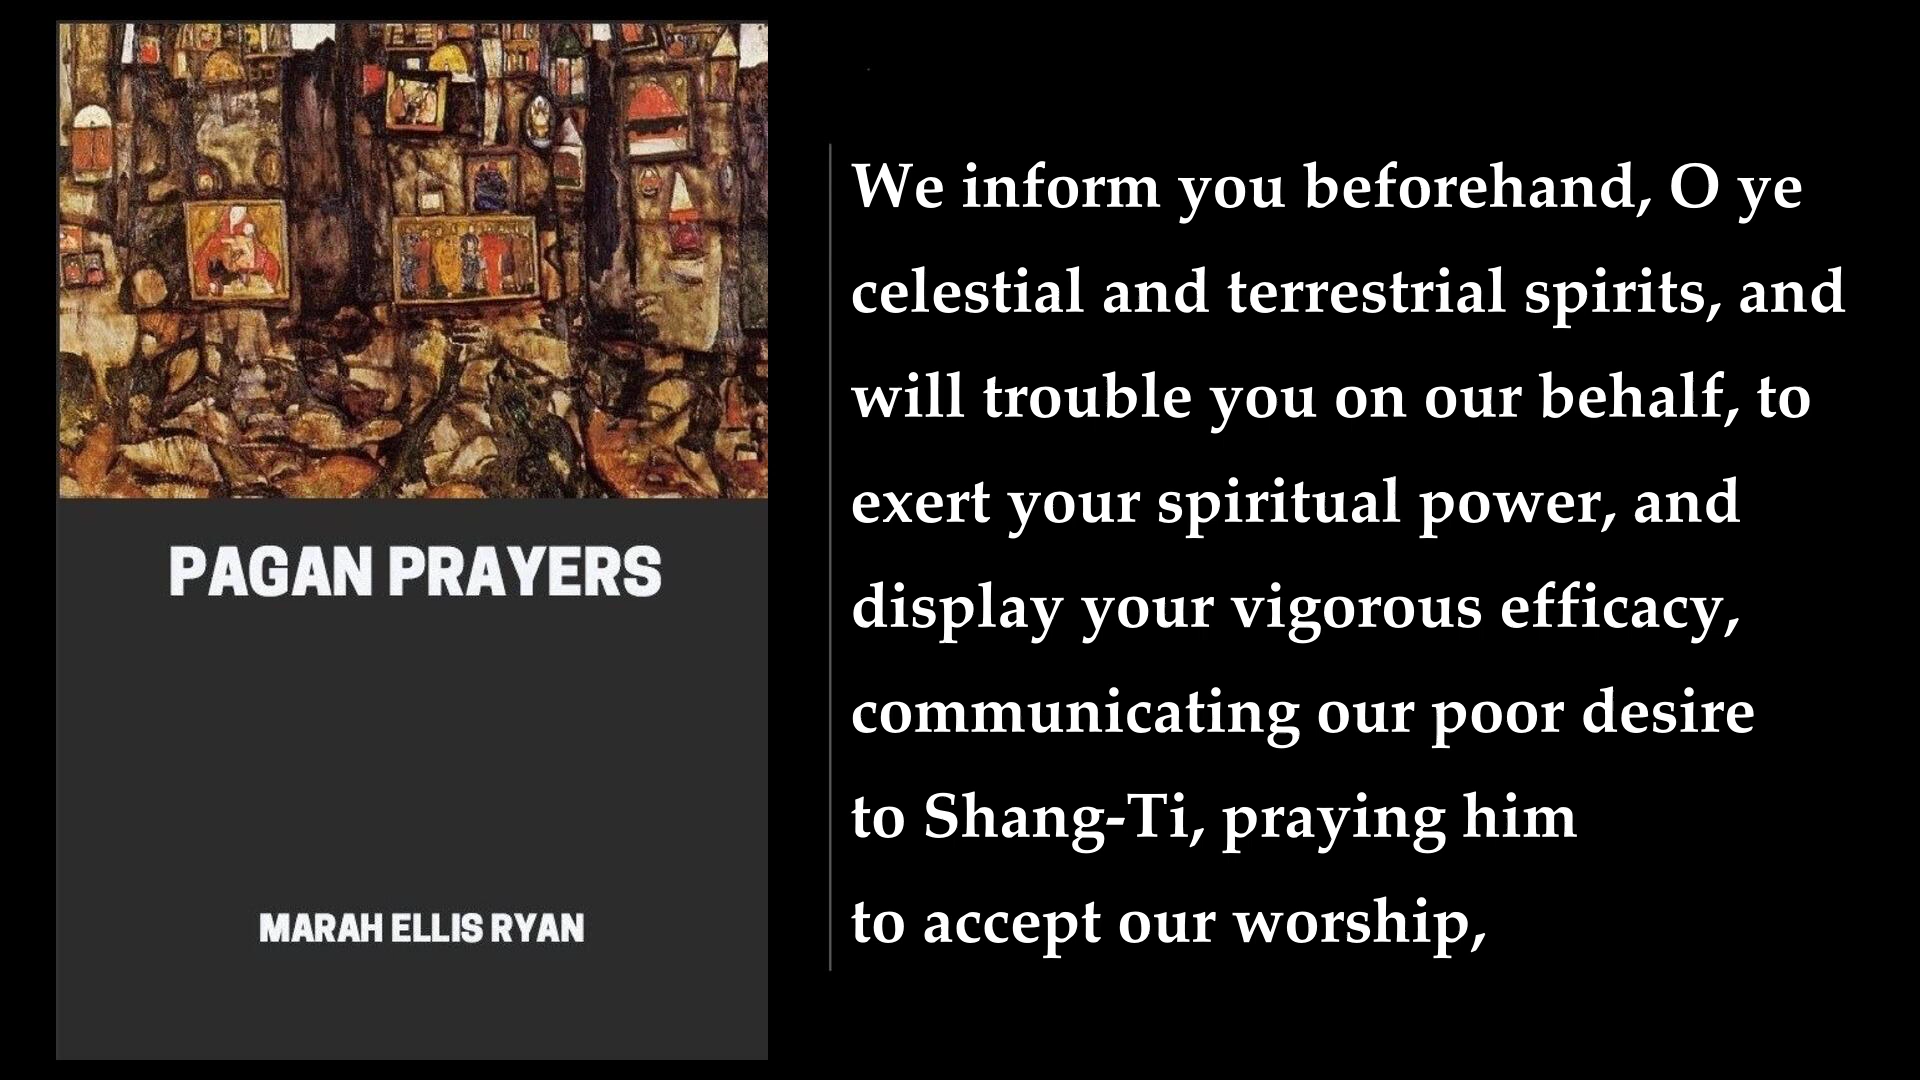 PAGAN PRAYERS
MARAH ELLIS RYAN
We inform you beforehand, O ye
celestial and terrestrial spirits, and
will trouble you on our behalf, to
exert your spiritual power, and
display your vigorous efficacy,
communicating our poor desire
to Shang-Ti, praying him
to accept our worship,